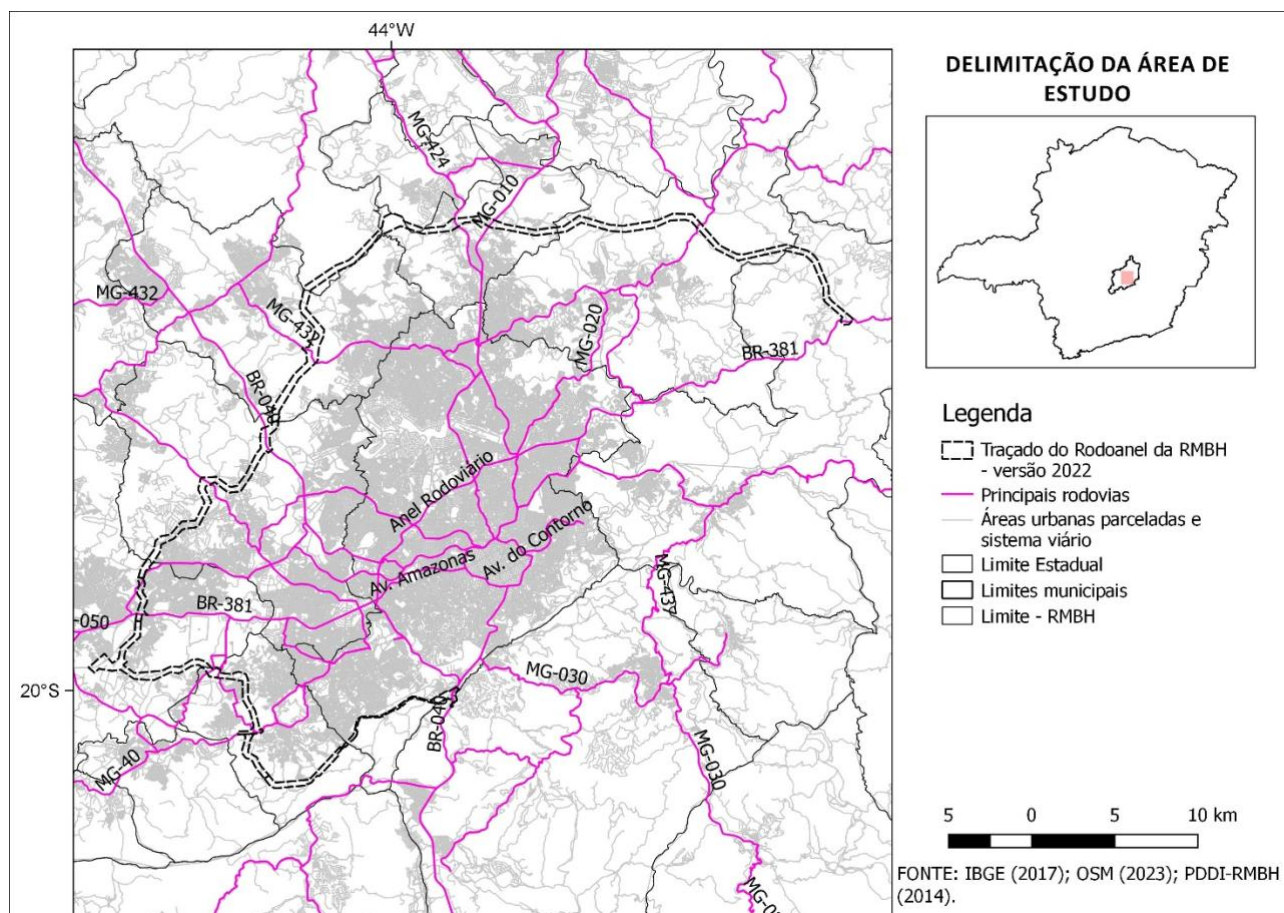 44°W
DELIMITAÇÃO DA ÁREA DE
ESTUDO
MG-424
MG-010
MG-432
MG-432
MG-020
BR-381
BR-040
Anel Rodoviário
Av. do Contorno
Av. Amazonas
BR-381
-050
MG-437
MG-030
20°S
BR-040
MG-40
MG-030
Legenda
Traçado do Rodoanel da RMBH
- versão 2022
Principais rodovias
Áreas urbanas parceladas e
sistema viário
Limite Estadual
Limites municipais
Limite - RMBH
5 0 5 10 km
FONTE: IBGE (2017); OSM (2023); PDDI-RMBH
(2014).